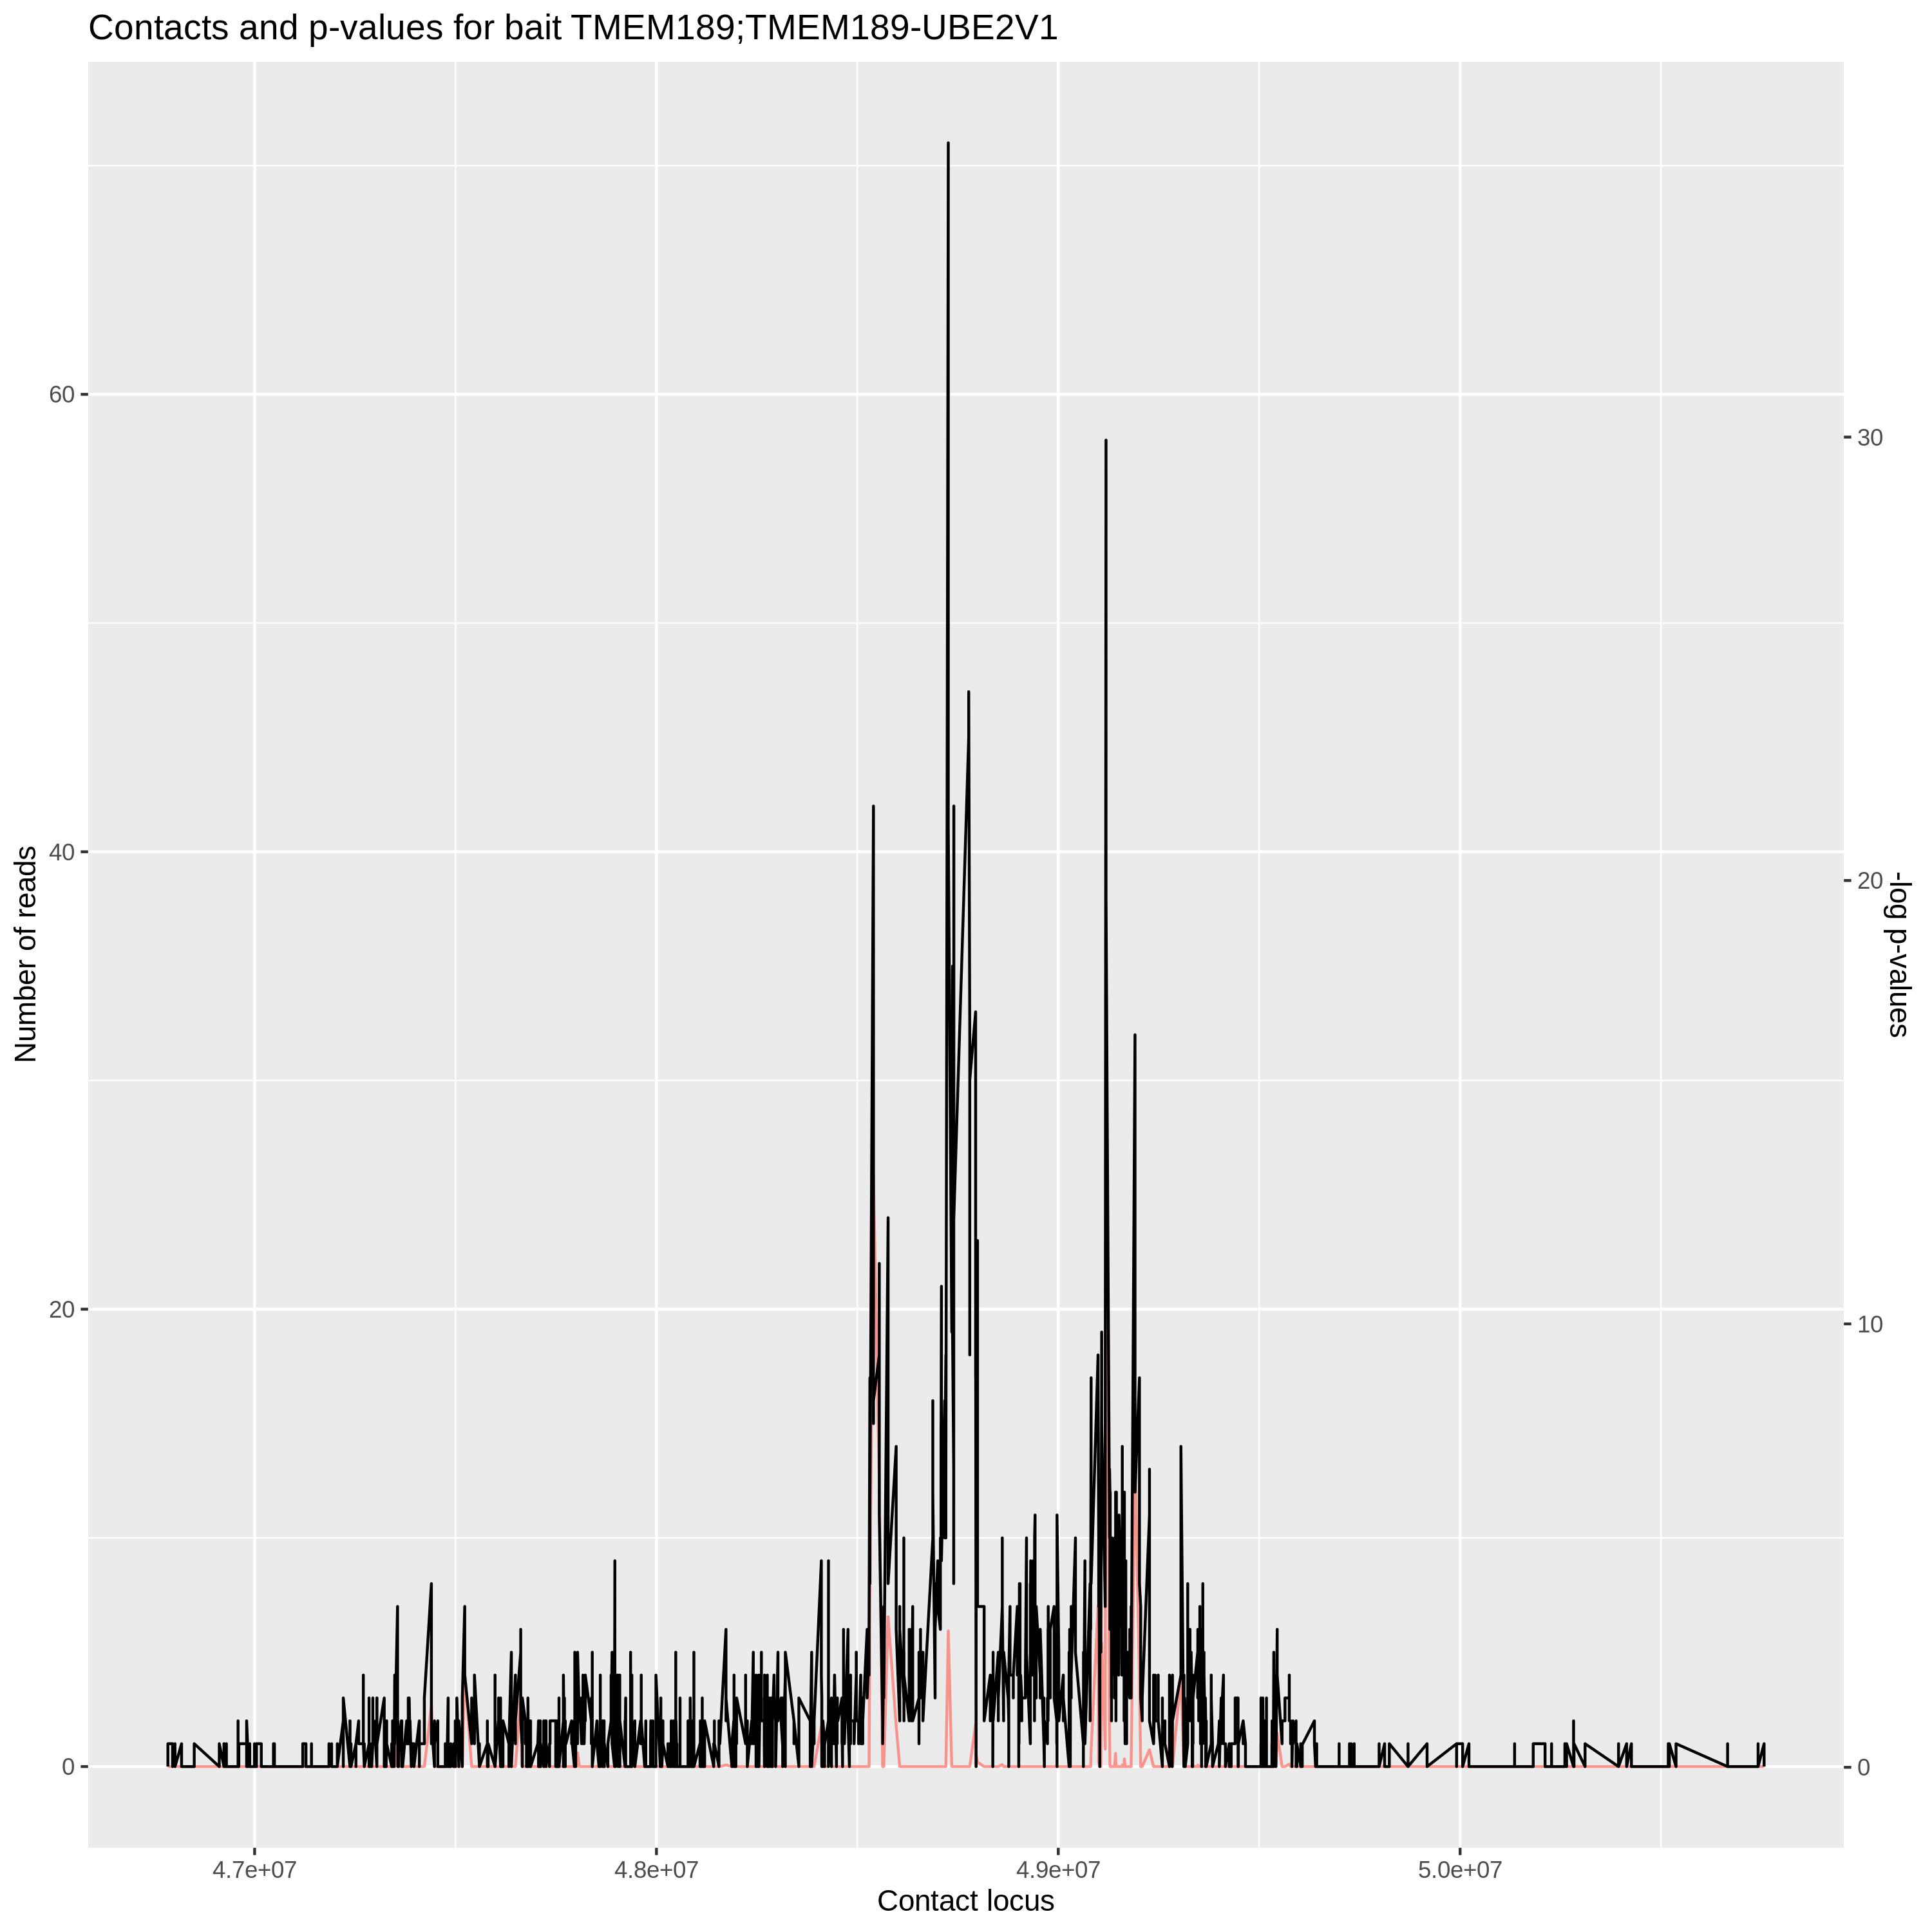 Contacts and p-values for bait TMEM189;TMEM189-UBE2V1
60
40
20
0
Number of reads
30
20
10
0
-log p-values
4.7e+07
4.8e+07
4.9e+07
5.0e+07
Contact locus